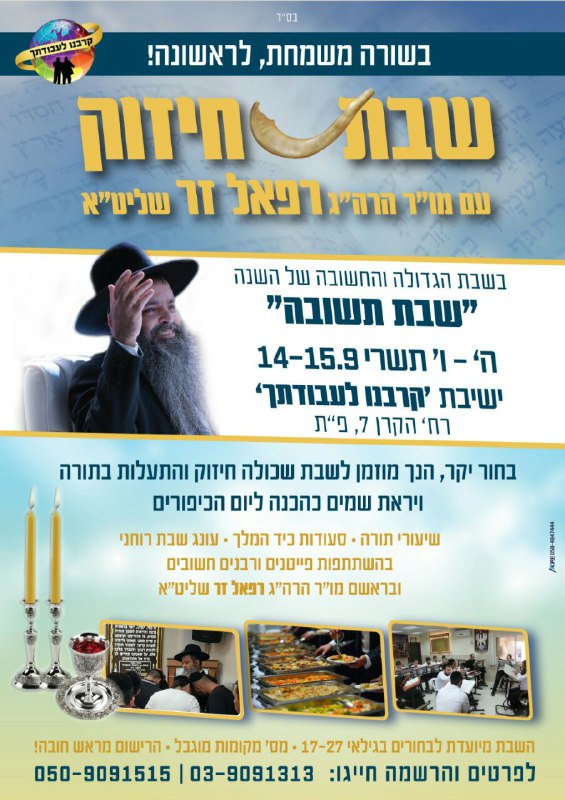 בס"ד
קרבנו לעבודתך
בשורה משמחת, לראשונה!
שבת חיזוק
עם מו"ר הרה"ג רפאל זר שליט"א
בשבת הגדולה והחשובה של השנה
"שבת תשובה"
ה' - ו' תשרי 14-15.9
ישיבת 'קרבנו לעבודתך'
רח' הקרן 7, פ"ת
בחור יקר, הנך מוזמן לשבת שכולה חיזוק והתעלות בתורה
ויראת שמים כהכנה ליום הכיפורים
שיעורי תורה • סעודות כיד המלך • עונג שבת רוחני
בהשתתפות פייטנים ורבנים חשובים
ובראשם מו"ר הרה"ג רפאל זר שליט"א
השבת מיועדת לבחורים בגילאי 17-27 • מס' מקומות מוגבל • הרישום מראש חובה!
לפרטים והרשמה חייגו: 03-9091313 | 050-9091515